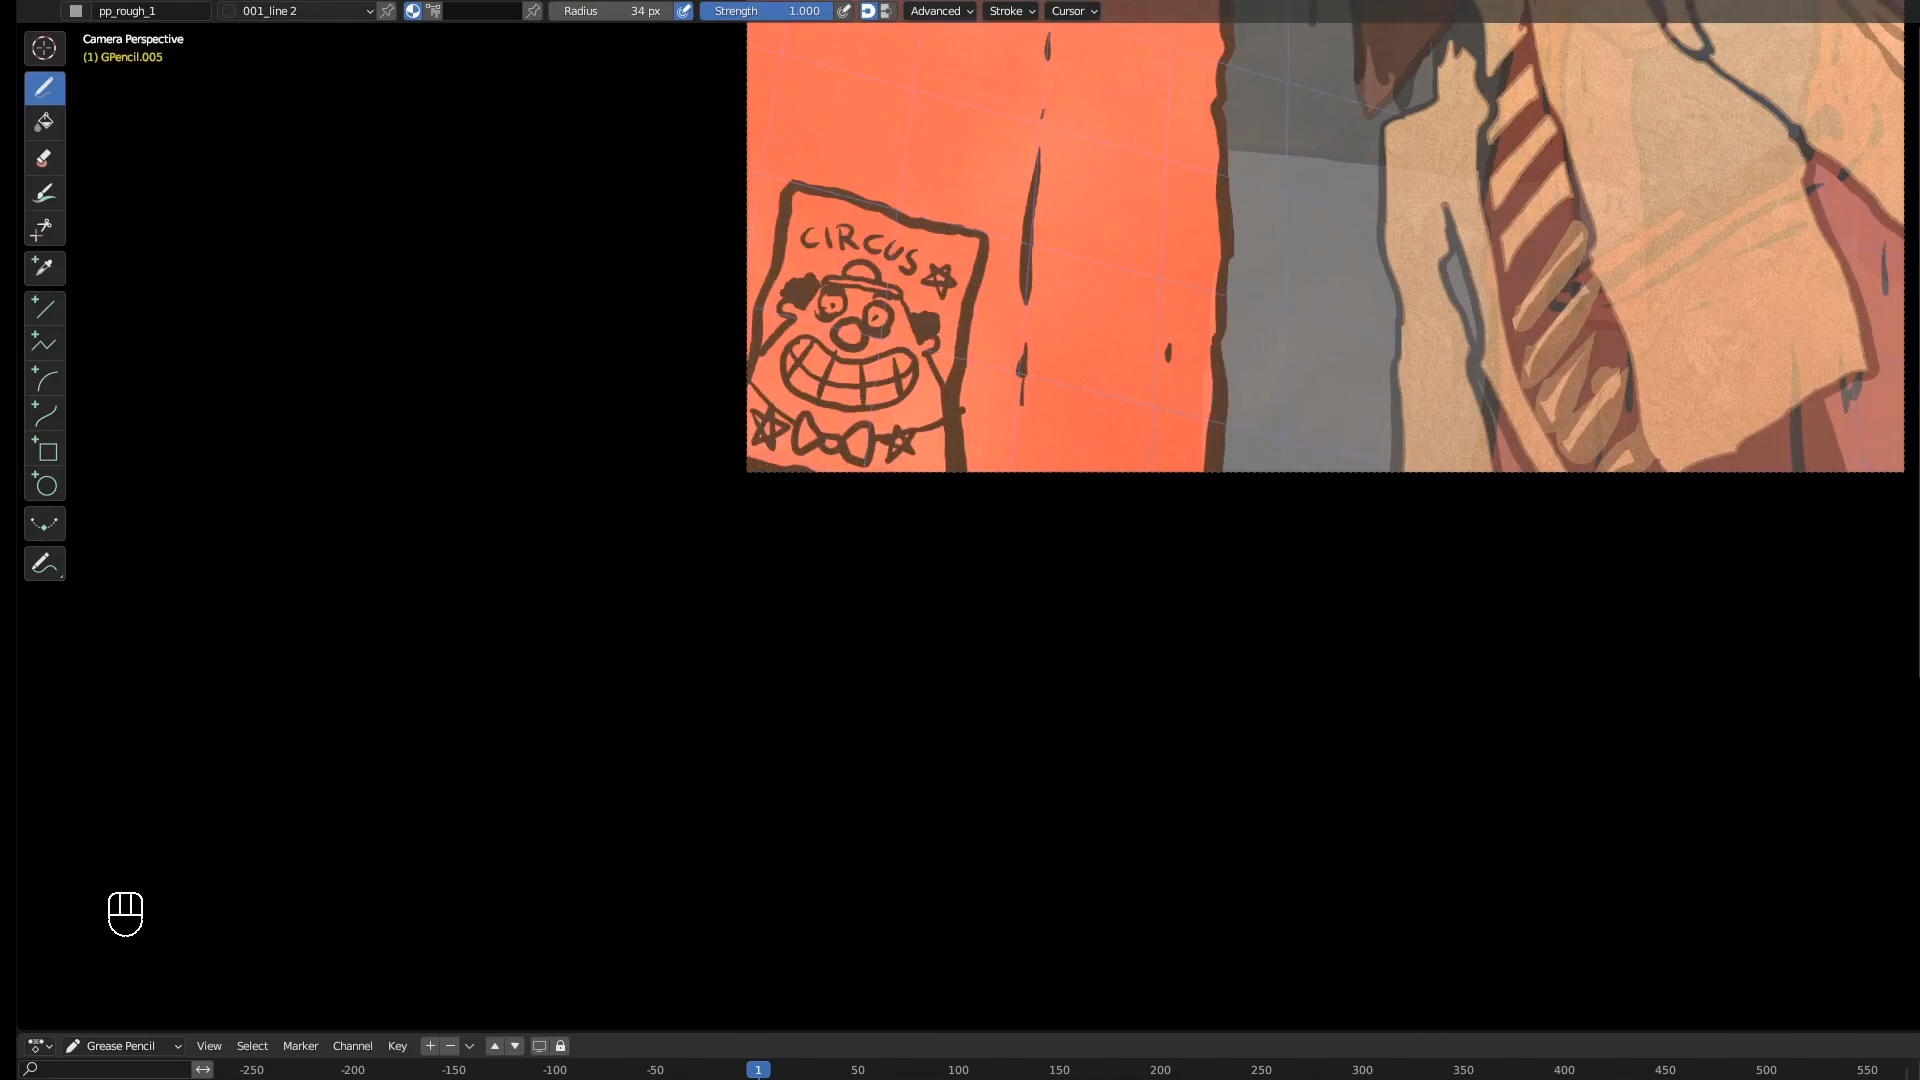 pp_rough_1 001_line 2 Radius 34 px Strength 1.000 Advanced Stroke Cursor
Camera Perspective
(1) GPencil.005
CIRCUS
Grease Pencil View Select Marker Channel Key
-250 -200 -150 -100 -50 1 50 100 150 200 250 300 350 400 450 500 550